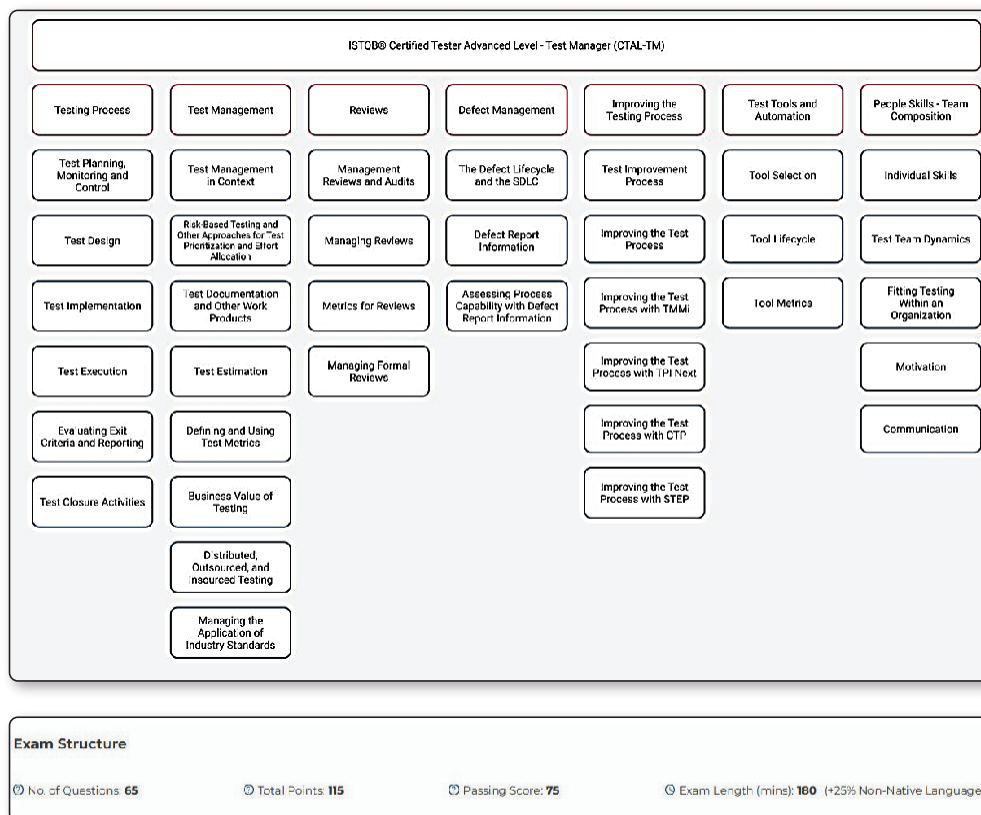 ISTQB® Certified Tester Advanced Level - Test Manager (CTAL-TM)
Testing Process
Test Planning,
Monitoring and
Control
Test Design
Test Implementation
Test Execution
Evaluating Exit
Criteria and Reporting
Test Closure Activities
Test Management
Test Management
in Context
Risk-Based Testing and
Other Approaches for Test
Prioritization and Effort
Allocation
Test Documentation
and Other Work
Products
Test Estimation
Defining and Using
Test Metrics
Business Value of
Testing
Distributed,
Outsourced, and
Insourced Testing
Managing the
Application of
Industry Standards
Reviews
Management
Reviews and Audits
Managing Reviews
Metrics for Reviews
Managing Formal
Reviews
Defect Management
The Defect Lifecycle
and the SDLC
Defect Report
Information
Assessing Process
Capability with Defect
Report Information
Improving the
Testing Process
Test Improvement
Process
Improving the Test
Process
Improving the Test
Process with TMMi
Improving the Test
Process with TPI Next
Improving the Test
Process with CTP
Improving the Test
Process with STEP
Test Tools and
Automation
Tool Selection
Tool Lifecycle
Tool Metrics
People Skills - Team
Composition
Individual Skills
Test Team Dynamics
Fitting Testing
Within an
Organization
Motivation
Communication
Exam Structure
No. of Questions: 65
Total Points: 115
Passing Score: 75
Exam Length (mins): 180 (+25% Non-Native Language